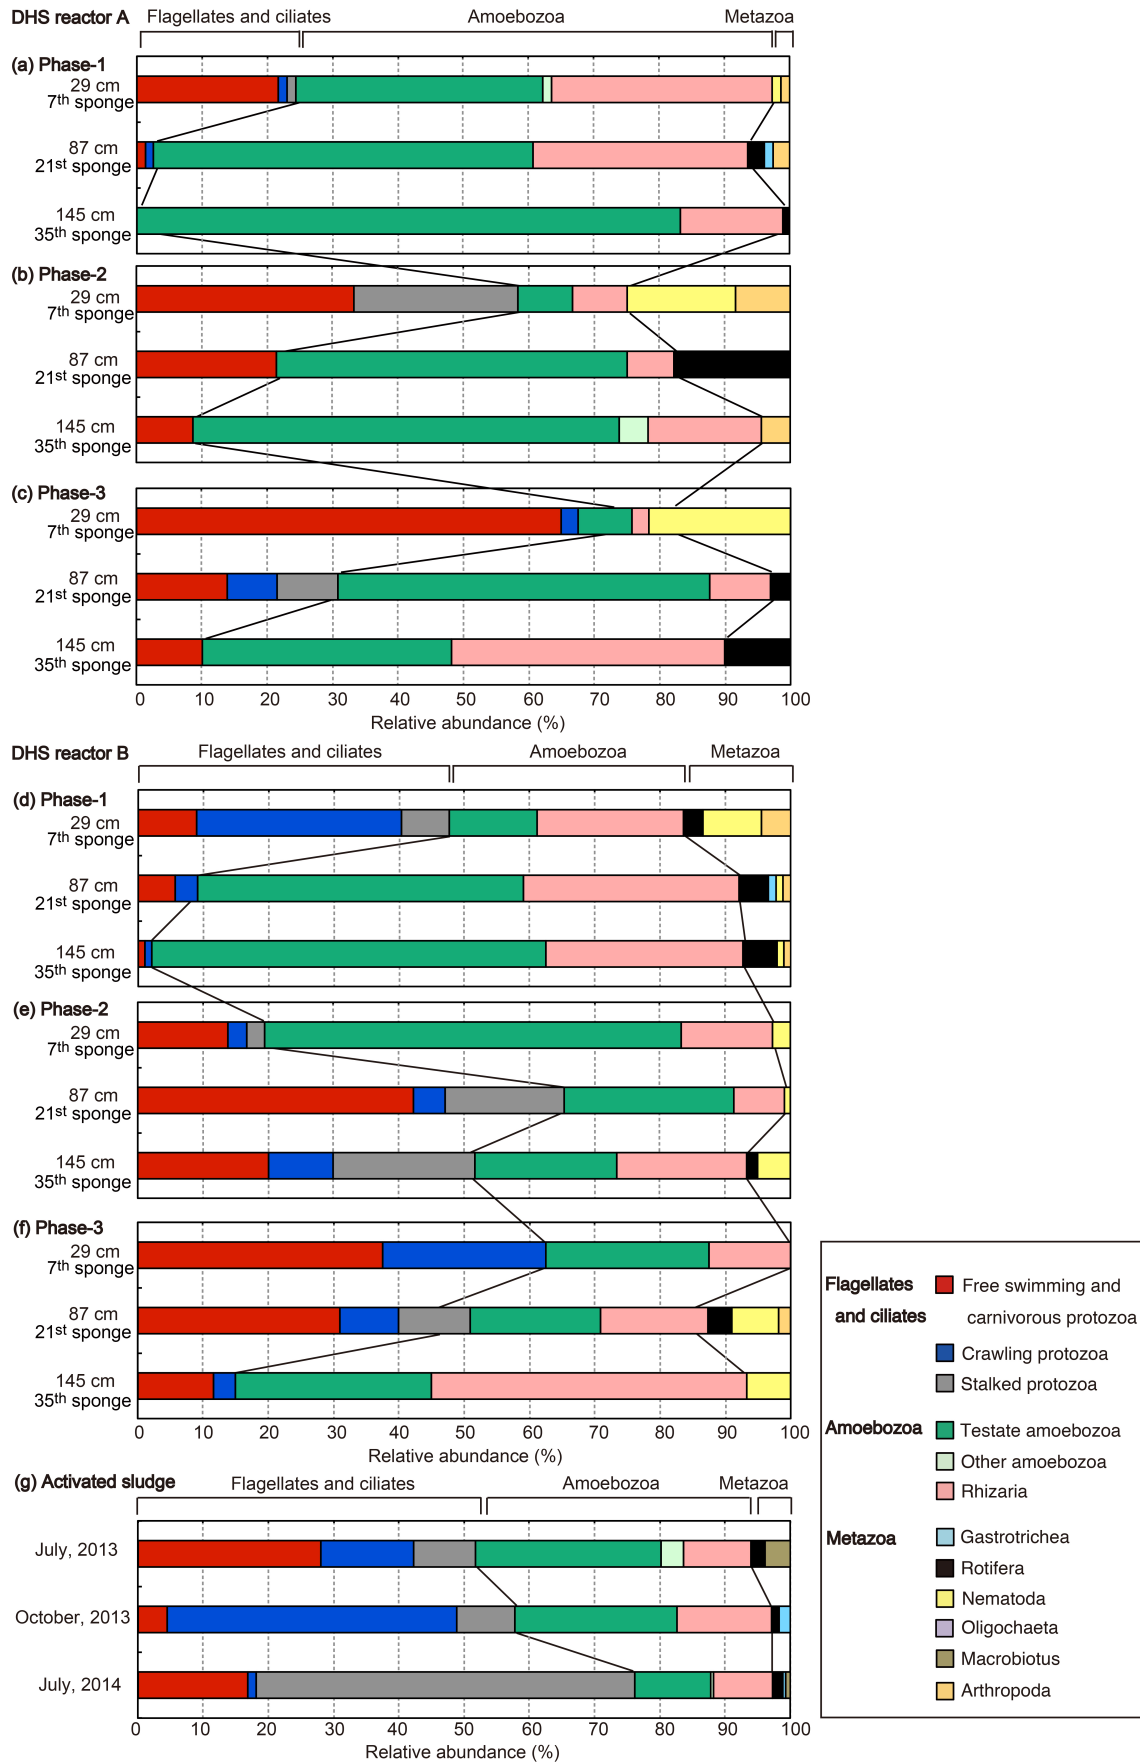 DHS reactor A
Flagellates and ciliates
Amoebozoa
Metazoa
(a) Phase-1
29 cm
7th sponge
87 cm
21st sponge
145 cm
35th sponge
(b) Phase-2
29 cm
7th sponge
87 cm
21st sponge
145 cm
35th sponge
(c) Phase-3
29 cm
7th sponge
87 cm
21st sponge
145 cm
35th sponge
0 10 20 30 40 50 60 70 80 90 100
Relative abundance (%)
DHS reactor B
Flagellates and ciliates
Amoebozoa
Metazoa
(d) Phase-1
29 cm
7th sponge
87 cm
21st sponge
145 cm
35th sponge
(e) Phase-2
29 cm
7th sponge
87 cm
21st sponge
145 cm
35th sponge
(f) Phase-3
29 cm
7th sponge
87 cm
21st sponge
145 cm
35th sponge
0 10 20 30 40 50 60 70 80 90 100
Relative abundance (%)
(g) Activated sludge
Flagellates and ciliates
Amoebozoa
Metazoa
July, 2013
October, 2013
July, 2014
0 10 20 30 40 50 60 70 80 90 100
Relative abundance (%)
Flagellates
and ciliates
Free swimming and
carnivorous protozoa
Crawling protozoa
Stalked protozoa
Amoebozoa
Testate amoebozoa
Other amoebozoa
Rhizaria
Metazoa
Gastrotrichea
Rotifera
Nematoda
Oligochaeta
Macrobiotus
Arthropoda